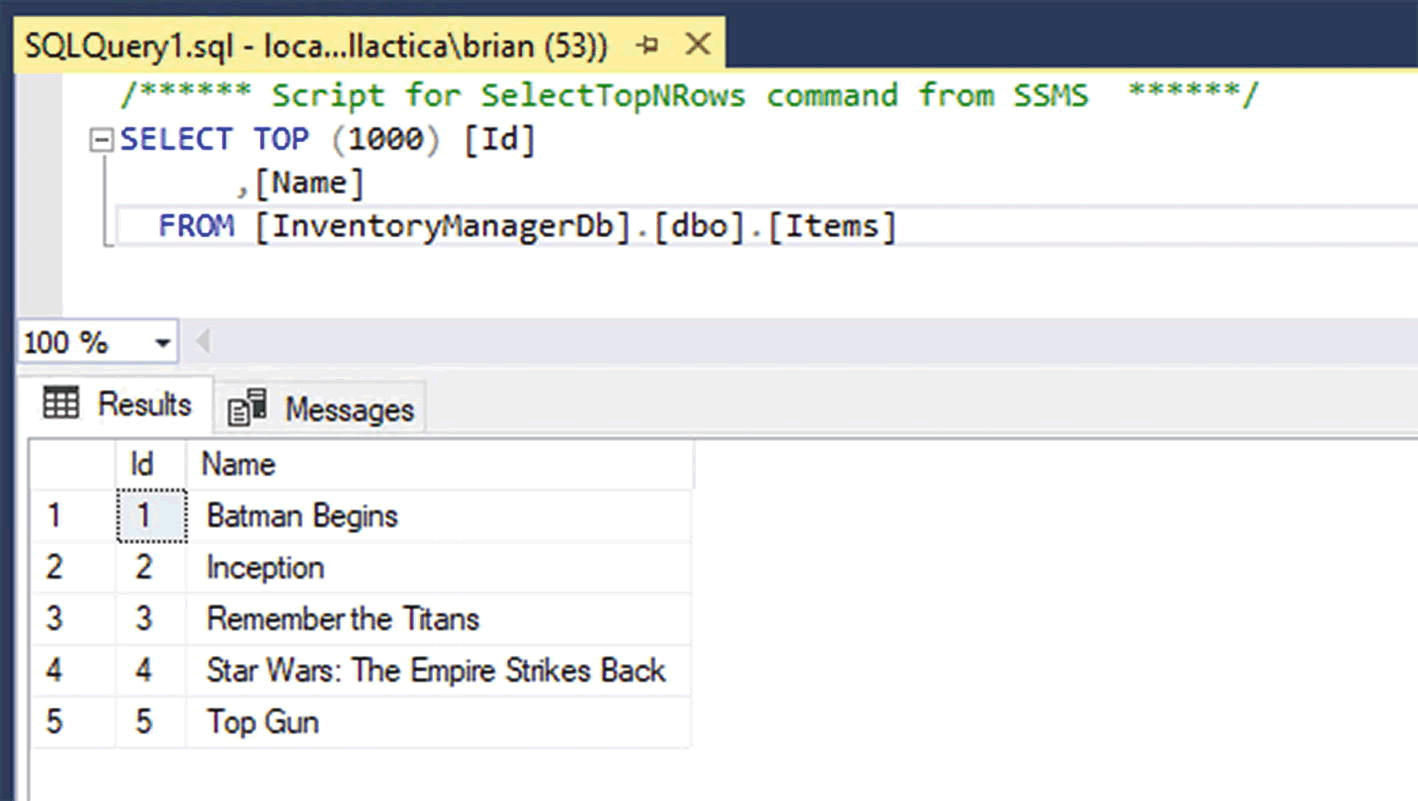 SQLQuery1.sql - loca...llactica\brian (53))
/****** Script for SelectTopNRows command from SSMS  ******/
SELECT TOP (1000) [Id]
,[Name]
FROM [InventoryManagerDb].[dbo].[Items]
100 %
Results Messages
Id Name
1 1 Batman Begins
2 2 Inception
3 3 Remember the Titans
4 4 Star Wars: The Empire Strikes Back
5 5 Top Gun